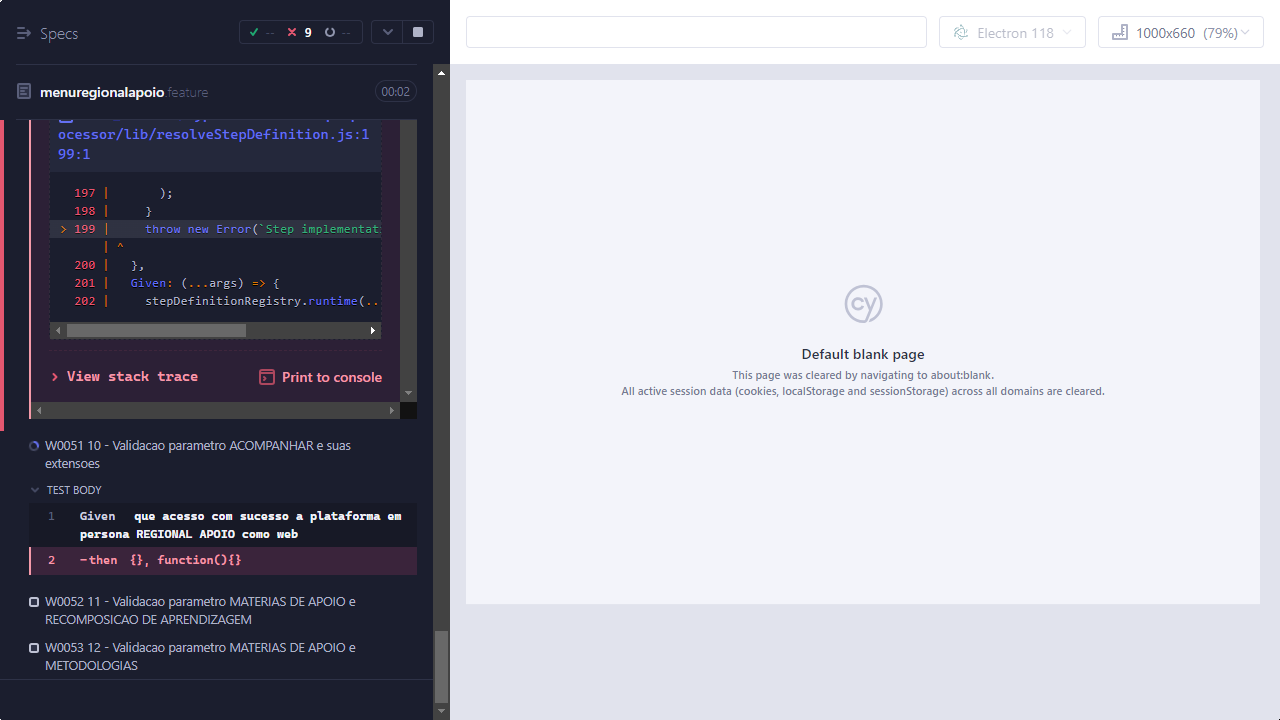 Specs
--
9
--
Electron 118
1000x660 (79%)
menuregionalapoio.feature
00:02
ocessor/lib/resolveStepDefinition.js:1
99:1
197 | );
198 | }
> 199 | throw new Error(`Step implementat
| ^
200 | },
201 | Given: (...args) => {
202 | stepDefinitionRegistry.runtime(..
View stack trace
Print to console
W0051 10 - Validacao parametro ACOMPANHAR e suas
extensoes
TEST BODY
1 Given que acesso com sucesso a plataforma em
persona REGIONAL APOIO como web
2 -then {}, function(){}
W0052 11 - Validacao parametro MATERIAS DE APOIO e
RECOMPOSICAO DE APRENDIZAGEM
W0053 12 - Validacao parametro MATERIAS DE APOIO e
METODOLOGIAS
cy
Default blank page
This page was cleared by navigating to about:blank.
All active session data (cookies, localStorage and sessionStorage) across all domains are cleared.